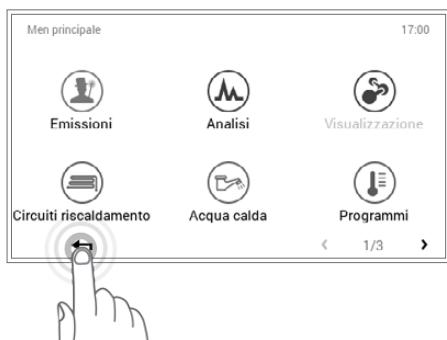 Men principale 17:00
Emissioni Analisi Visualizzazione
Circuiti riscaldamento Acqua calda Programmi
< 1/3 >